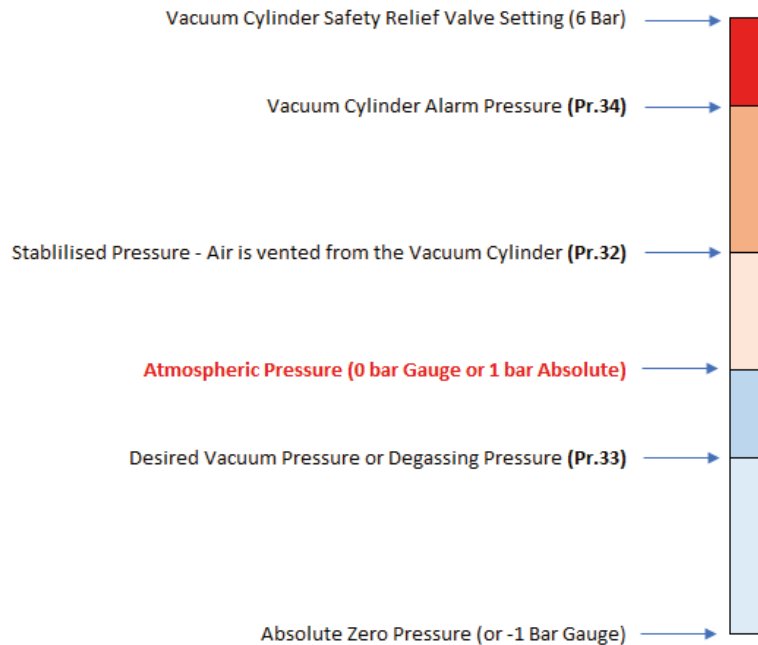 Vacuum Cylinder Safety Relief Valve Setting (6 Bar)
Vacuum Cylinder Alarm Pressure (Pr.34)
Stablilised Pressure - Air is vented from the Vacuum Cylinder (Pr.32)
Atmospheric Pressure (0 bar Gauge or 1 bar Absolute)
Desired Vacuum Pressure or Degassing Pressure (Pr.33)
Absolute Zero Pressure (or -1 Bar Gauge)